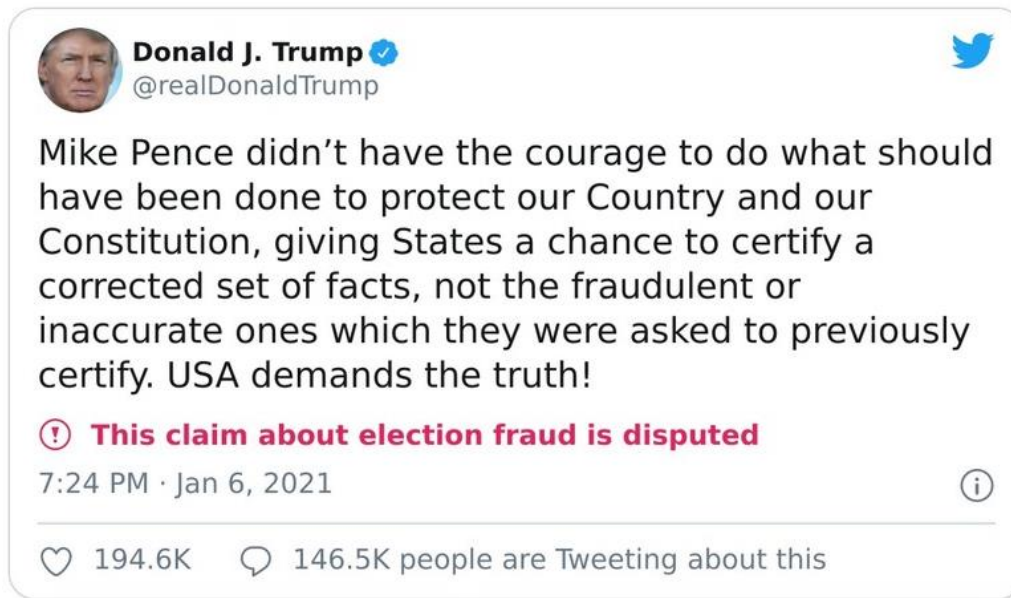 Donald J. Trump
@realDonaldTrump
Mike Pence didn’t have the courage to do what should
have been done to protect our Country and our
Constitution, giving States a chance to certify a
corrected set of facts, not the fraudulent or
inaccurate ones which they were asked to previously
certify. USA demands the truth!
This claim about election fraud is disputed
7:24 PM · Jan 6, 2021
194.6K 146.5K people are Tweeting about this